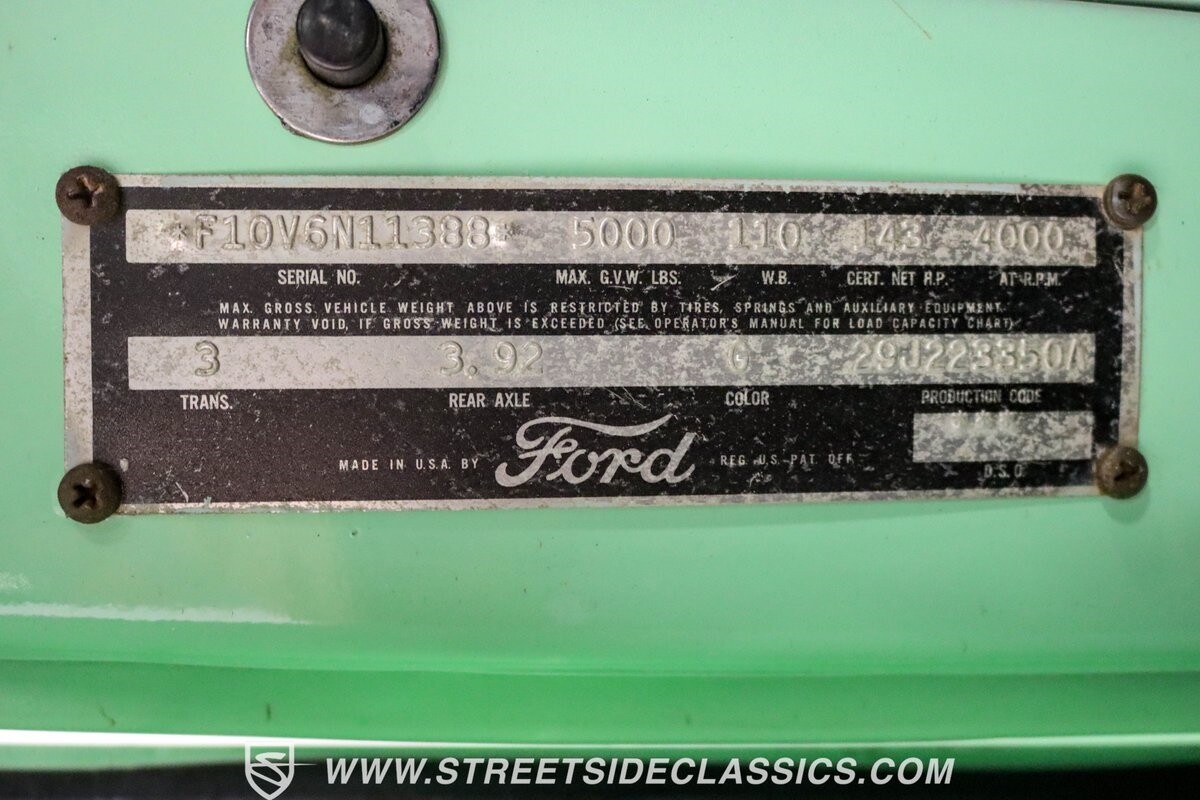 *F10V6N11388* 5000 110 143 4000
SERIAL NO. MAX. G.V.W. LBS. W.B. CERT. NET H.P. AT R.P.M.
MAX. GROSS VEHICLE WEIGHT ABOVE IS RESTRICTED BY TIRES, SPRINGS AND AUXILIARY EQUIPMENT
WARRANTY VOID, IF GROSS WEIGHT IS EXCEEDED (SEE OPERATOR'S MANUAL FOR LOAD CAPACITY CHART)
3 3.92 G 29J223350A
TRANS. REAR AXLE COLOR PRODUCTION CODE
MADE IN U.S.A. BY Ford REG. U.S. PAT. OFF.
D.S.O.
WWW.STREETSIDECLASSICS.COM